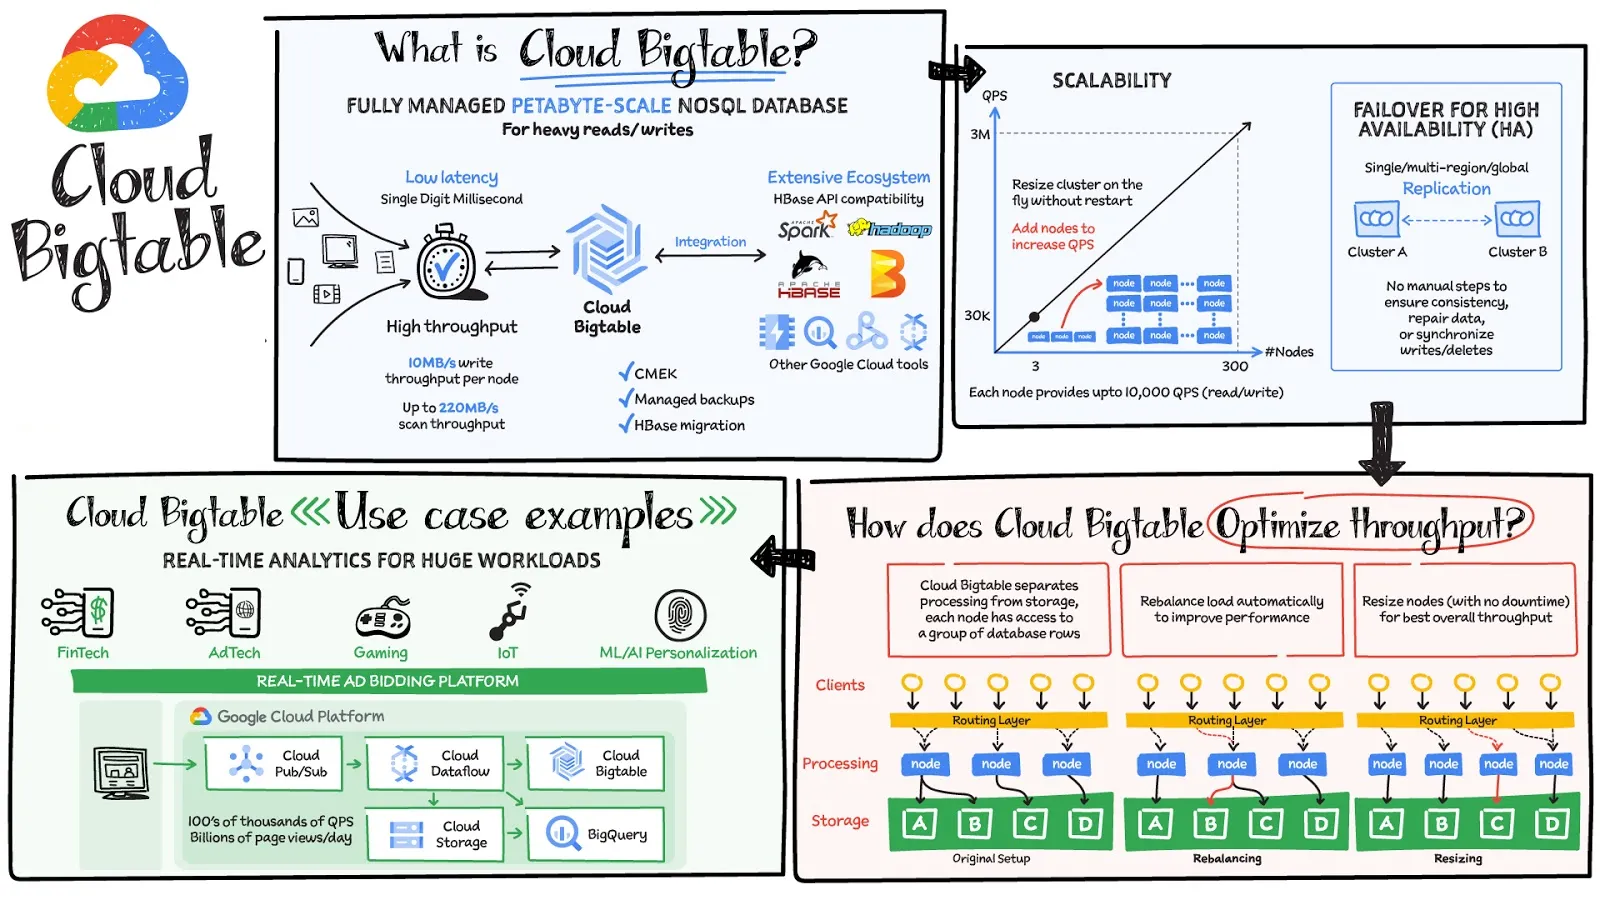 Cloud
Bigtable
What is Cloud Bigtable?
FULLY MANAGED PETABYTE-SCALE NOSQL DATABASE
For heavy reads/writes
Low latency
Single Digit Millisecond
High throughput
10MB/s write
throughput per node
Up to 220MB/s
scan throughput
Cloud
Bigtable
CMEK
Managed backups
HBase migration
Integration
Extensive Ecosystem
HBase API compatibility
APACHE
Spark
hadoop
APACHE
HBASE
Other Google Cloud tools
SCALABILITY
QPS
3M
30K
Resize cluster on the
fly without restart
Add nodes to
increase QPS
node node node
node node node
node node node
node node node
3
300
#Nodes
Each node provides upto 10,000 QPS (read/write)
FAILOVER FOR HIGH
AVAILABILITY (HA)
Single/multi-region/global
Replication
Cluster A
Cluster B
No manual steps to
ensure consistency,
repair data,
or synchronize
writes/deletes
How does Cloud Bigtable Optimize throughput?
Cloud Bigtable separates
processing from storage,
each node has access to
a group of database rows
Rebalance load automatically
to improve performance
Resize nodes (with no downtime)
for best overall throughput
Clients
Routing Layer
Routing Layer
Routing Layer
Processing
node node node
node node node
node node node node
Storage
A B C D
A B C D
A B C D
Original Setup
Rebalancing
Resizing
Cloud Bigtable Use case examples
REAL-TIME ANALYTICS FOR HUGE WORKLOADS
FinTech
AdTech
Gaming
IoT
ML/AI Personalization
REAL-TIME AD BIDDING PLATFORM
Google Cloud Platform
Cloud
Pub/Sub
Cloud
Dataflow
Cloud
Bigtable
100's of thousands of QPS
Billions of page views/day
Cloud
Storage
BigQuery